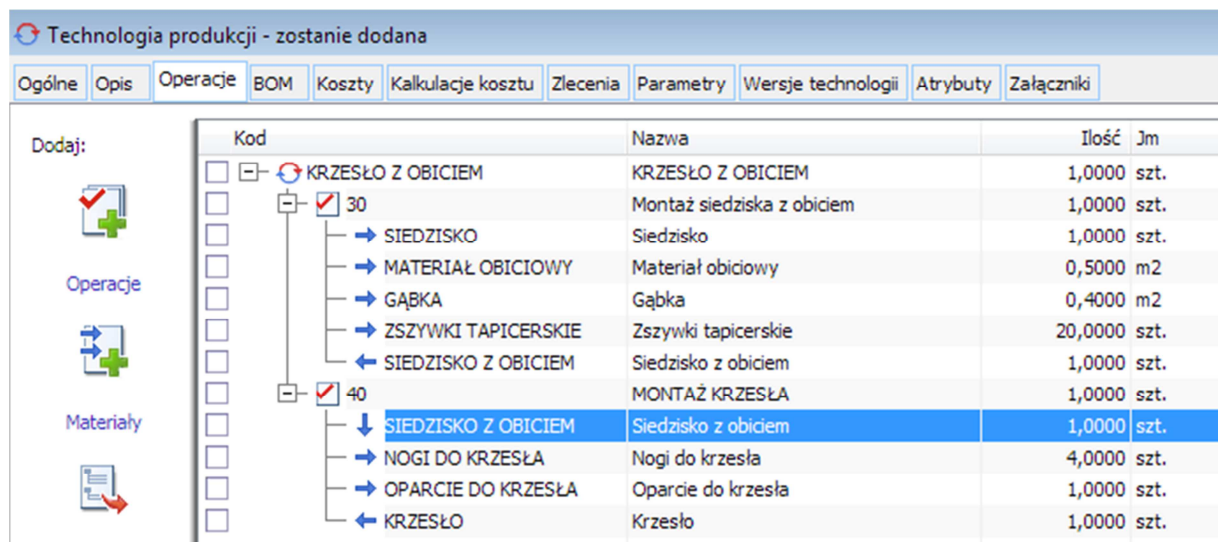 Technologia produkcji - zostanie dodana
Ogólne Opis Operacje BOM Koszty Kalkulacje kosztu Zlecenia Parametry Wersje technologii Atrybuty Załączniki
Dodaj:
Operacje
Materiały
Kod Nazwa Ilość Jm
KRZESŁO Z OBICIEM KRZESŁO Z OBICIEM 1,0000 szt.
30 Montaż siedziska z obiciem 1,0000 szt.
SIEDZISKO Siedzisko 1,0000 szt.
MATERIAŁ OBICIOWY Materiał obiciowy 0,5000 m2
GĄBKA Gąbka 0,4000 m2
ZSZYWKI TAPICERSKIE Zszywki tapicerskie 20,0000 szt.
SIEDZISKO Z OBICIEM Siedzisko z obiciem 1,0000 szt.
40 MONTAŻ KRZESŁA 1,0000 szt.
SIEDZISKO Z OBICIEM Siedzisko z obiciem 1,0000 szt.
NOGI DO KRZESŁA Nogi do krzesła 4,0000 szt.
OPARCIE DO KRZESŁA Oparcie do krzesła 1,0000 szt.
KRZESŁO Krzesło 1,0000 szt.